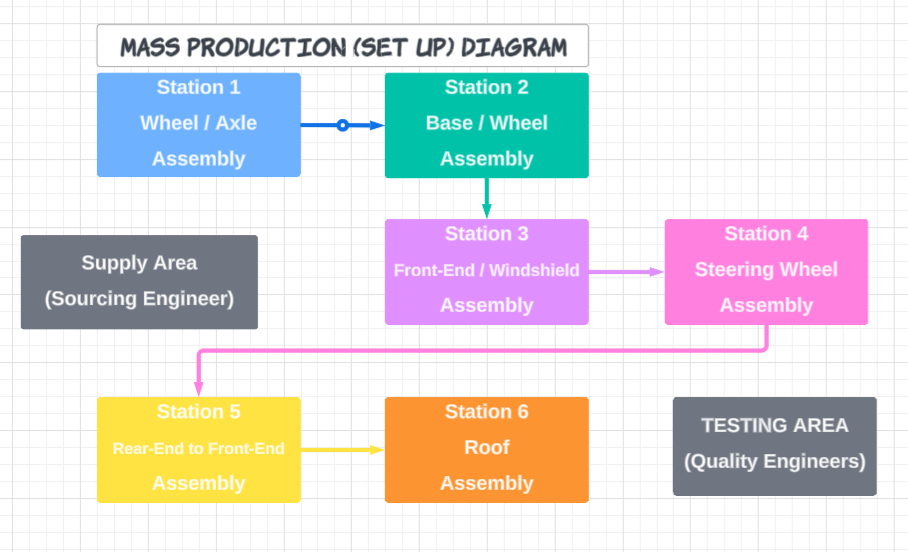 MASS PRODUCTION (SET UP) DIAGRAM
Station 1
Wheel / Axle
Assembly
Station 2
Base / Wheel
Assembly
Station 3
Front-End / Windshield
Assembly
Station 4
Steering Wheel
Assembly
Supply Area
(Sourcing Engineer)
Station 5
Rear-End to Front-End
Assembly
Station 6
Roof
Assembly
TESTING AREA
(Quality Engineers)